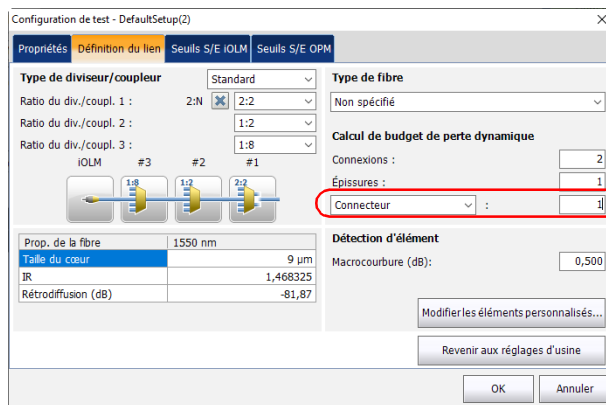 Configuration de test - DefaultSetup(2)
Propriétés Définition du lien Seuils S/E iOLM Seuils S/E OPM
Type de diviseur/coupleur Standard
Ratio du div./coupl. 1 : 2:N 2:2
Ratio du div./coupl. 2 : 1:2
Ratio du div./coupl. 3 : 1:8
iOLM #3 #2 #1
1:8 1:2 2:2
Prop. de la fibre 1550 nm
Taille du cœur 9 µm
IR 1,468325
Rétrodiffusion (dB) -81,87
Type de fibre
Non spécifié
Calcul de budget de perte dynamique
Connexions : 2
Épissures : 1
Connecteur : 1
Détection d'élément
Macrocourbure (dB): 0,500
Modifier les éléments personnalisés...
Revenir aux réglages d'usine
OK Annuler